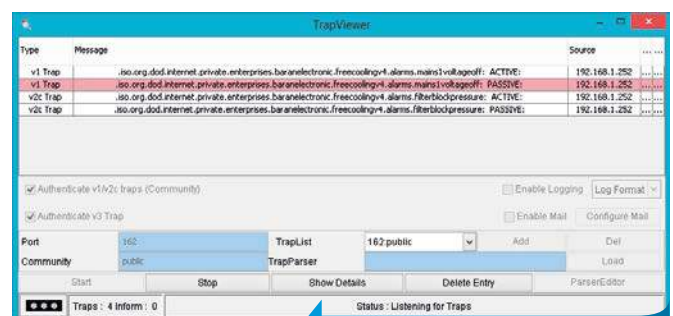 TrapViewer
Type Message Source ... ...
v1 Trap .iso.org.dod.internet.private.enterprises.baranelectronic.freecoolingv4.alarms.mains1voltageoff: ACTIVE: 192.168.1.252 ... ...
v1 Trap .iso.org.dod.internet.private.enterprises.baranelectronic.freecoolingv4.alarms.mains1voltageoff: PASSIVE: 192.168.1.252 ... ...
v2c Trap .iso.org.dod.internet.private.enterprises.baranelectronic.freecoolingv4.alarms.filterblockpressure: ACTIVE: 192.168.1.252 ... ...
v2c Trap .iso.org.dod.internet.private.enterprises.baranelectronic.freecoolingv4.alarms.filterblockpressure: PASSIVE: 192.168.1.252 ... ...
Authenticate v1/v2c traps (Community) Enable Logging Log Format
Authenticate v3 Trap Enable Mail Configure Mail
Port 162 TrapList 162:public Add Del
Community public TrapParser Load
Start Stop Show Details Delete Entry ParserEditor
Traps : 4 Inform : 0 Status : Listening for Traps